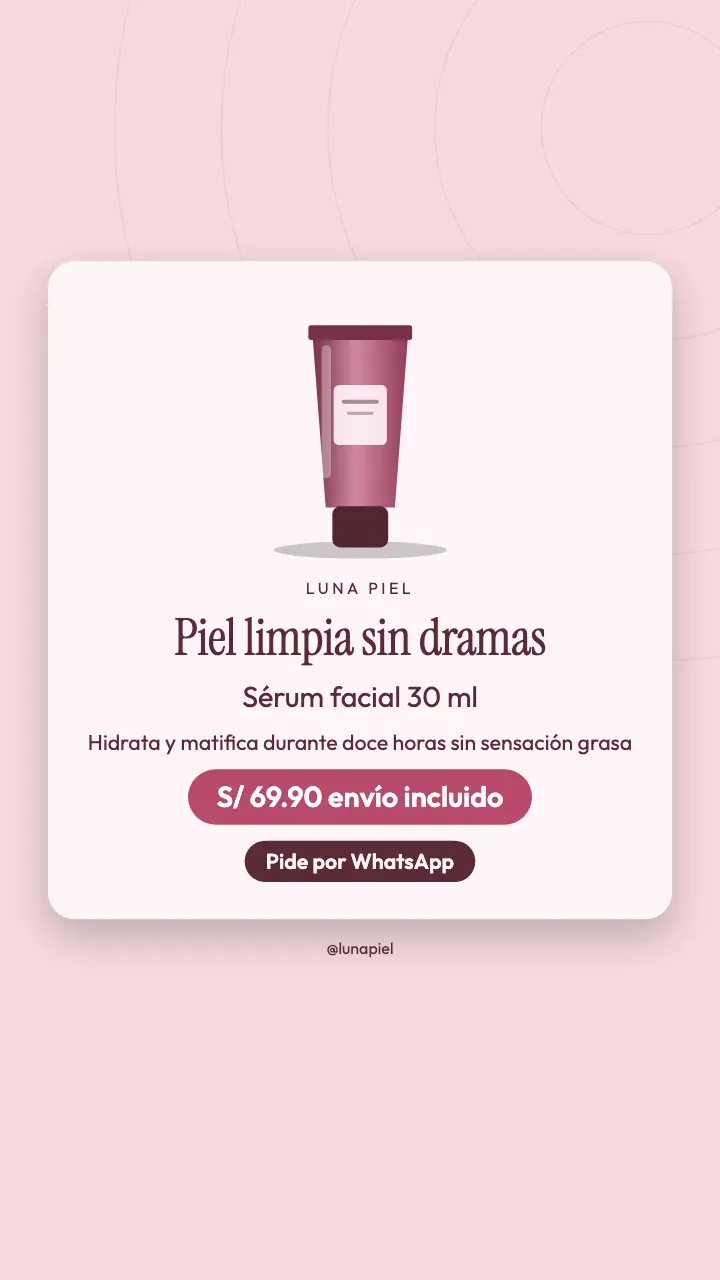 LUNA PIEL
Piel limpia sin dramas
Sérum facial 30 ml
Hidrata y matifica durante doce horas sin sensación grasa
S/ 69.90 envío incluido
Pide por WhatsApp
@lunapiel